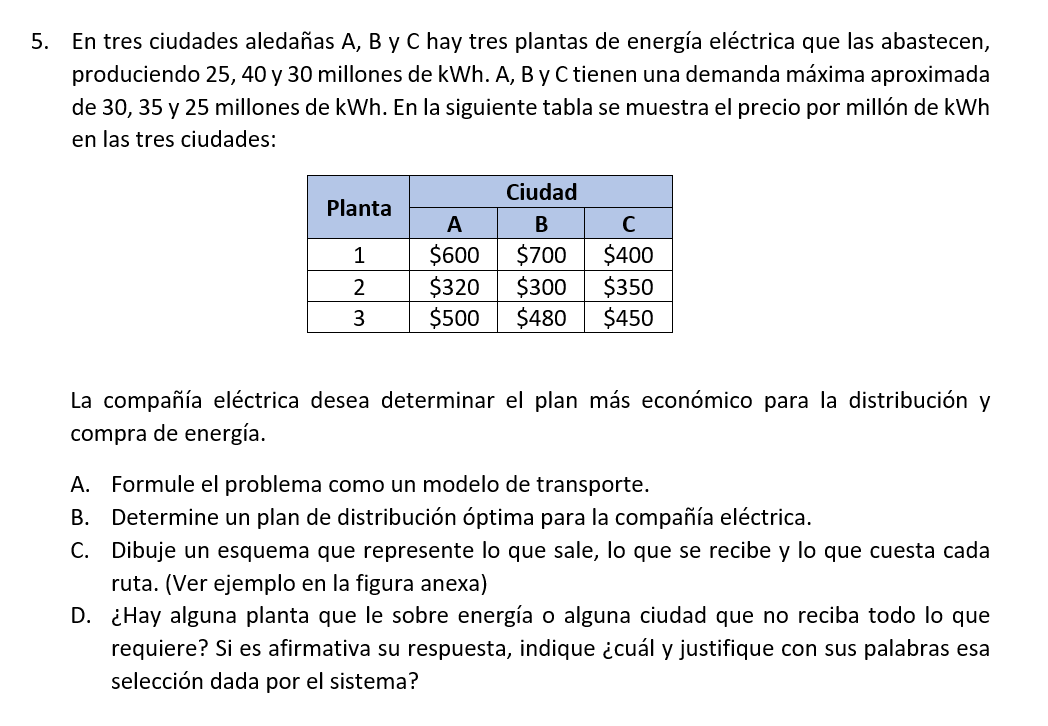 5. En tres ciudades aledañas A, B y C hay tres plantas de energía eléctrica que las abastecen,
produciendo 25, 40 y 30 millones de kWh. A, B y C tienen una demanda máxima aproximada
de 30, 35 y 25 millones de kWh. En la siguiente tabla se muestra el precio por millón de kWh
en las tres ciudades:
Planta Ciudad
A B C
1 $600 $700 $400
2 $320 $300 $350
3 $500 $480 $450
La compañía eléctrica desea determinar el plan más económico para la distribución y
compra de energía.
A. Formule el problema como un modelo de transporte.
B. Determine un plan de distribución óptima para la compañía eléctrica.
C. Dibuje un esquema que represente lo que sale, lo que se recibe y lo que cuesta cada
ruta. (Ver ejemplo en la figura anexa)
D. ¿Hay alguna planta que le sobre energía o alguna ciudad que no reciba todo lo que
requiere? Si es afirmativa su respuesta, indique ¿cuál y justifique con sus palabras esa
selección dada por el sistema?